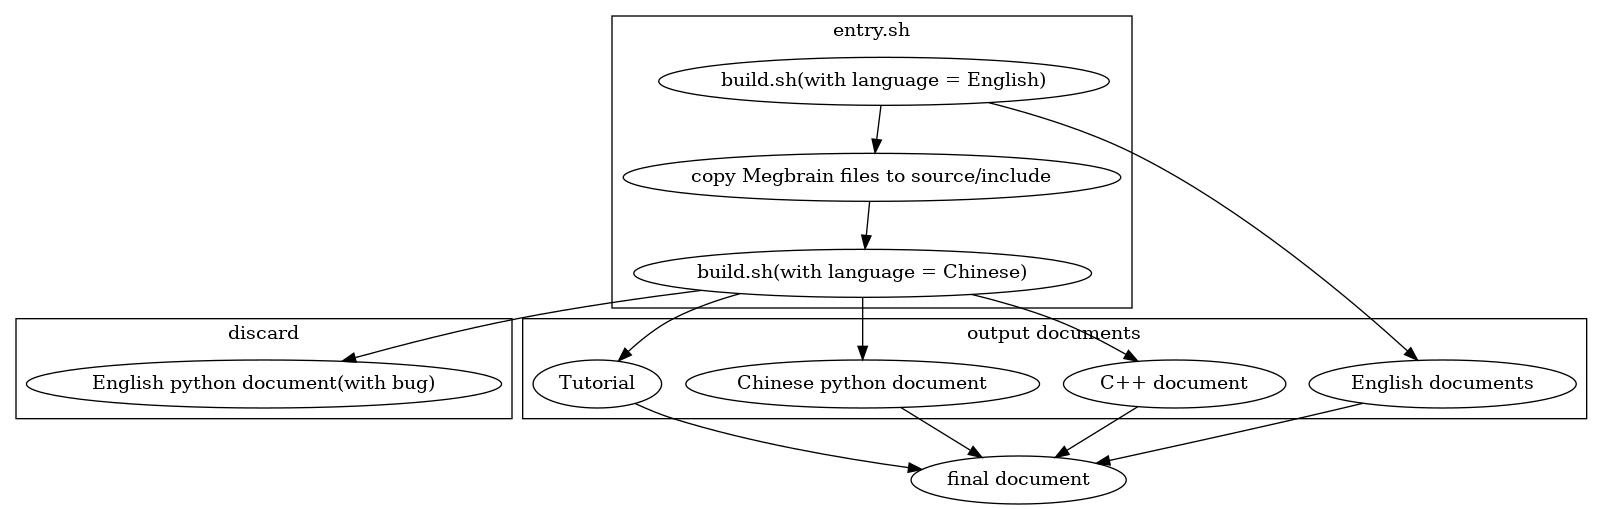 entry.sh
build.sh(with language = English)
copy Megbrain files to source/include
build.sh(with language = Chinese)
discard
output documents
English python document(with bug)
Tutorial
Chinese python document
C++ document
English documents
final document